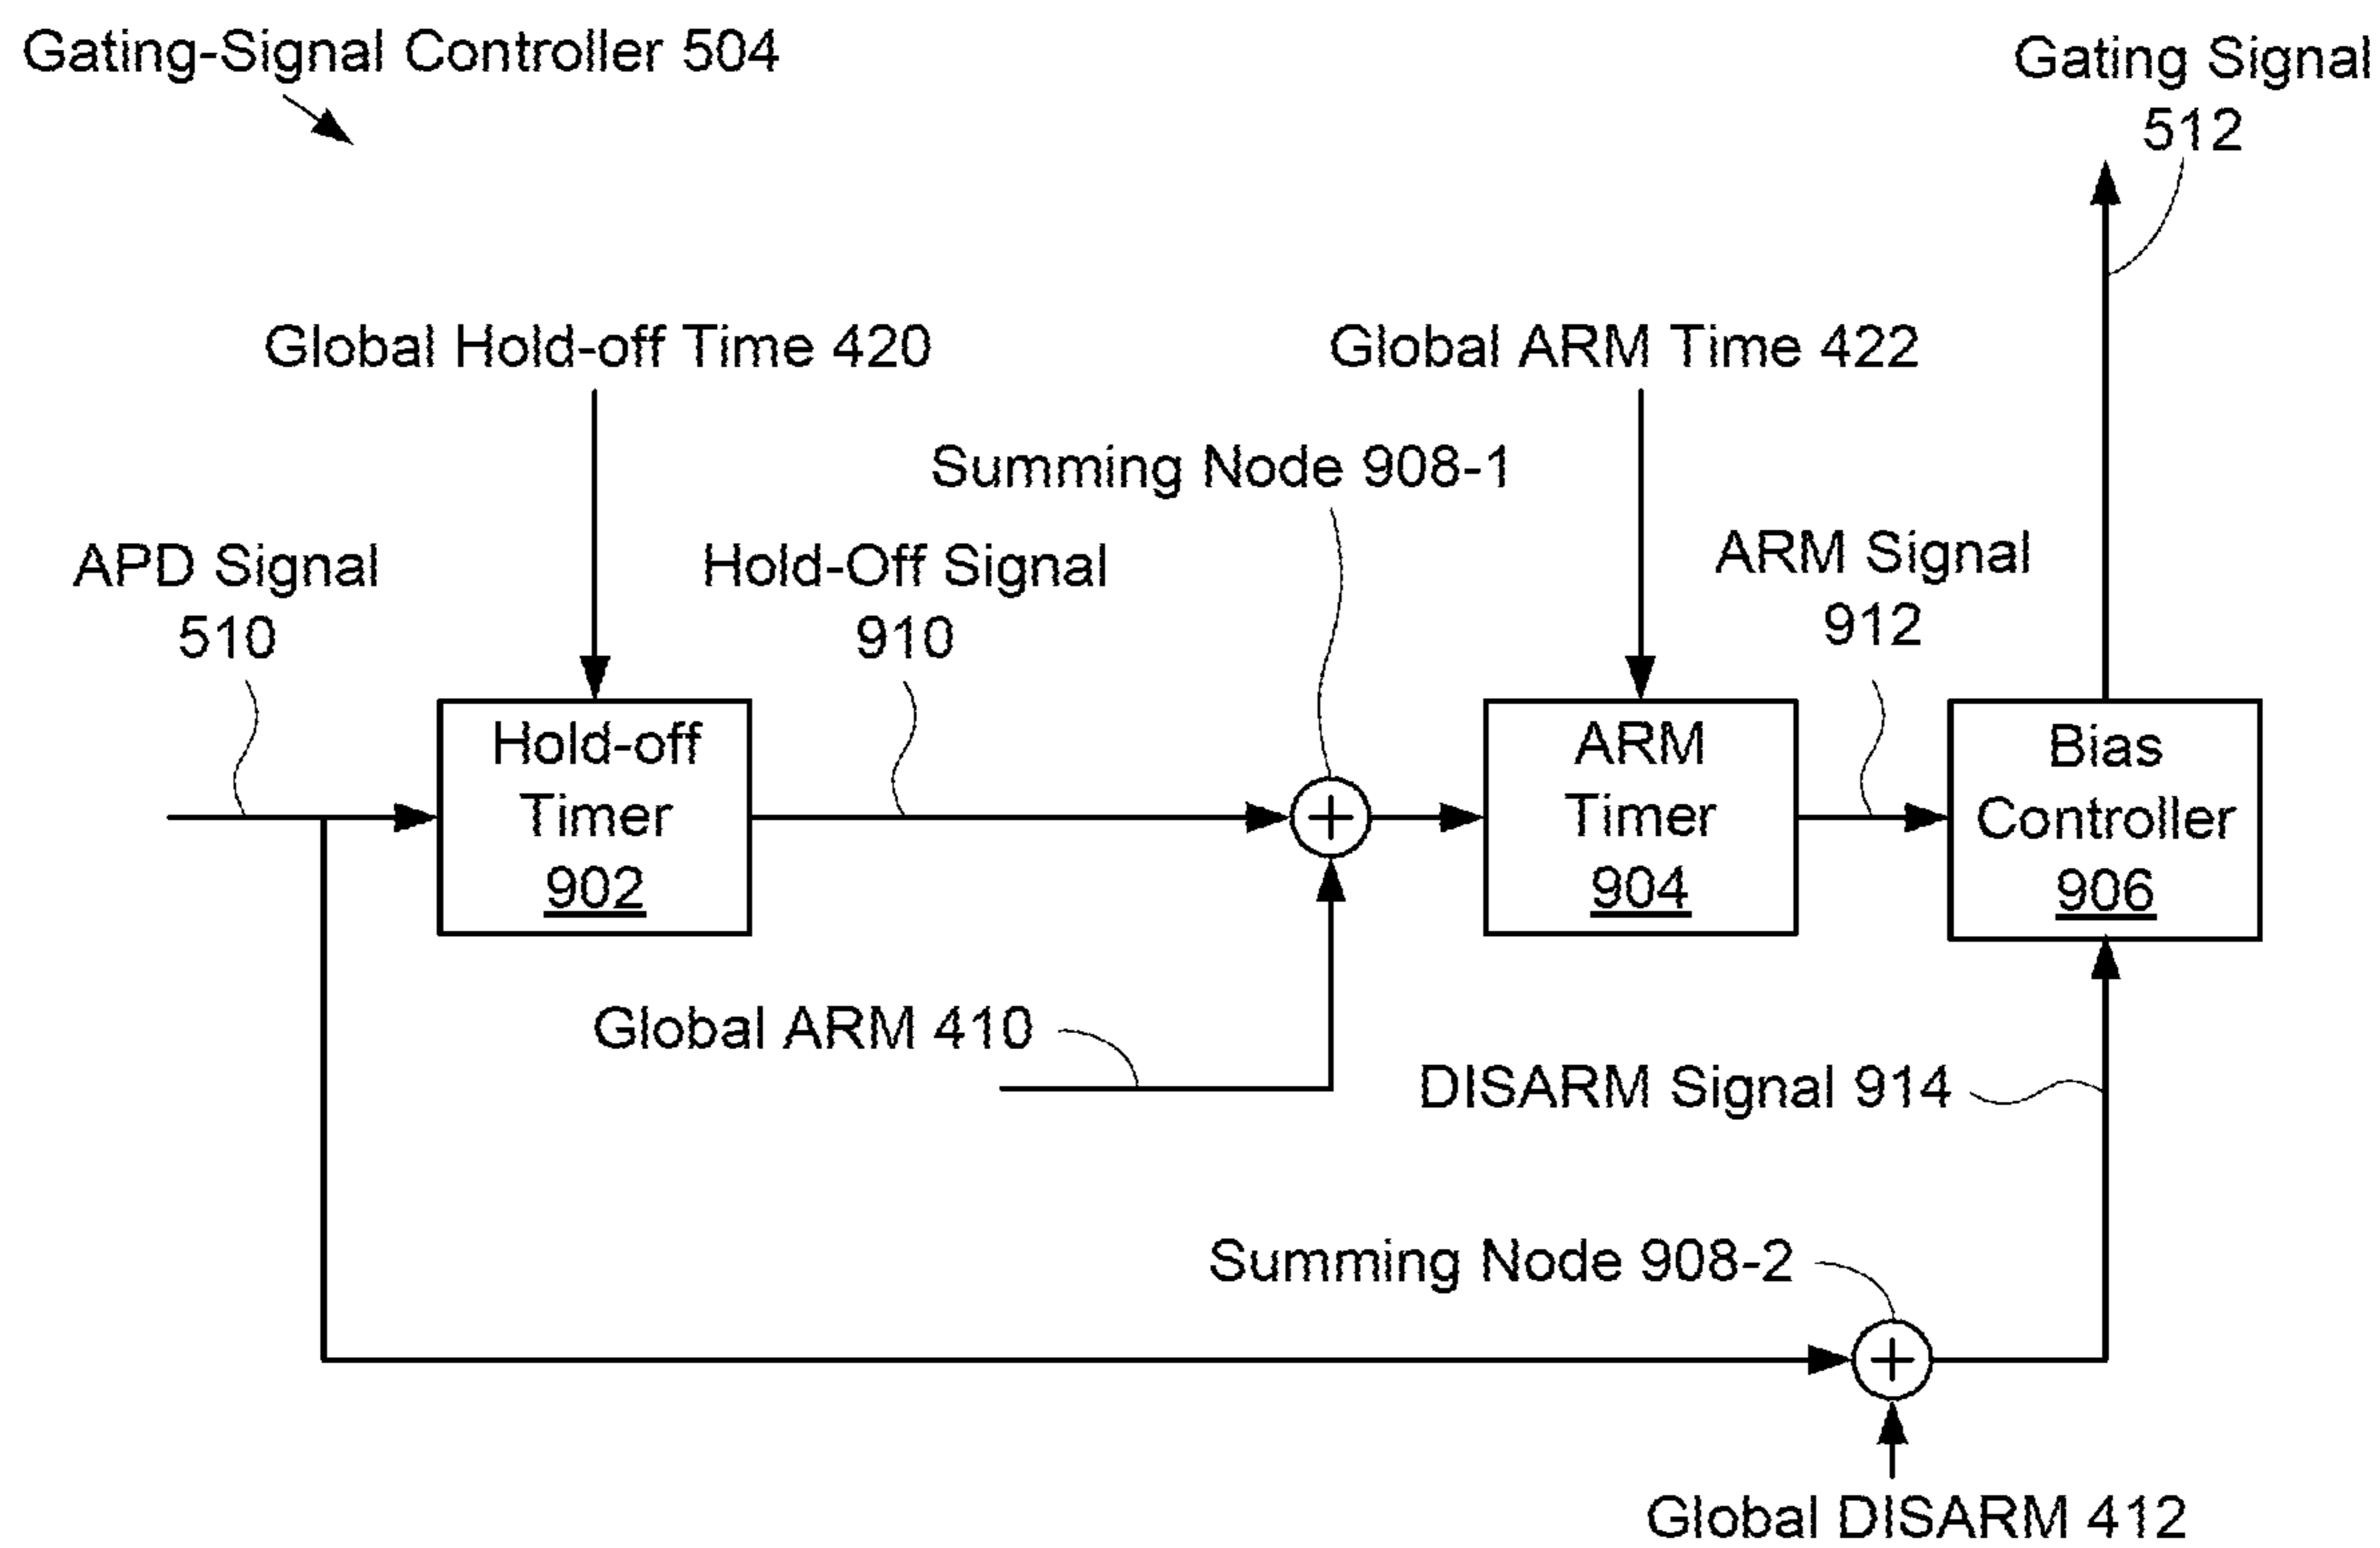 Gating-Signal Controller 504
Gating Signal
512
Global Hold-off Time 420
Global ARM Time 422
Summing Node 908-1
APD Signal
510
Hold-Off Signal
910
ARM Signal
912
Hold-off
Timer
902
+
ARM
Timer
904
Bias
Controller
906
Global ARM 410
DISARM Signal 914
Summing Node 908-2
+
Global DISARM 412